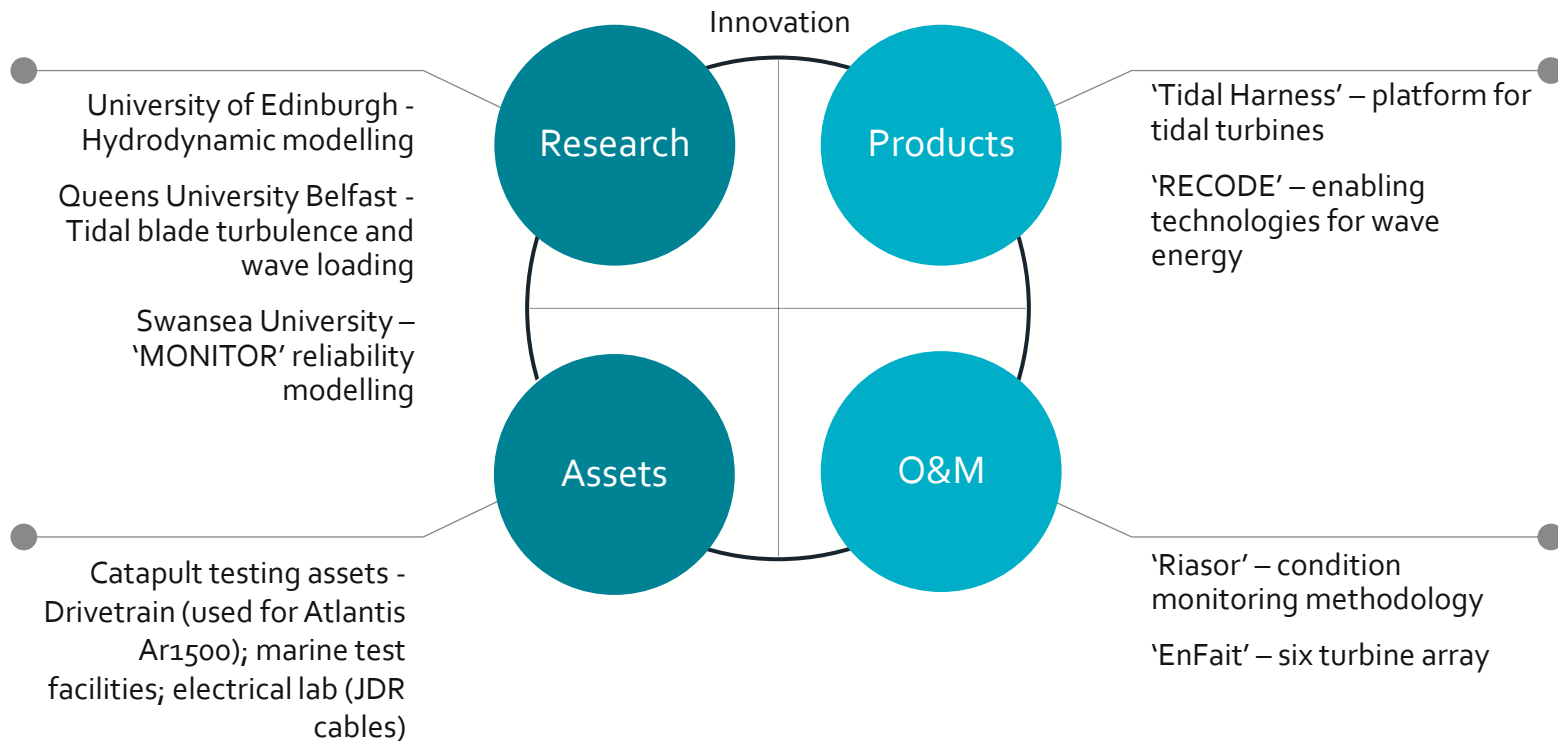 Innovation
Research
University of Edinburgh -
Hydrodynamic modelling
Queens University Belfast -
Tidal blade turbulence and
wave loading
Swansea University –
‘MONITOR’ reliability
modelling
Products
‘Tidal Harness’ – platform for
tidal turbines
‘RECODE’ – enabling
technologies for wave
energy
Assets
Catapult testing assets -
Drivetrain (used for Atlantis
Ar1500); marine test
facilities; electrical lab (JDR
cables)
O&M
‘Riasor’ – condition
monitoring methodology
‘EnFait’ – six turbine array